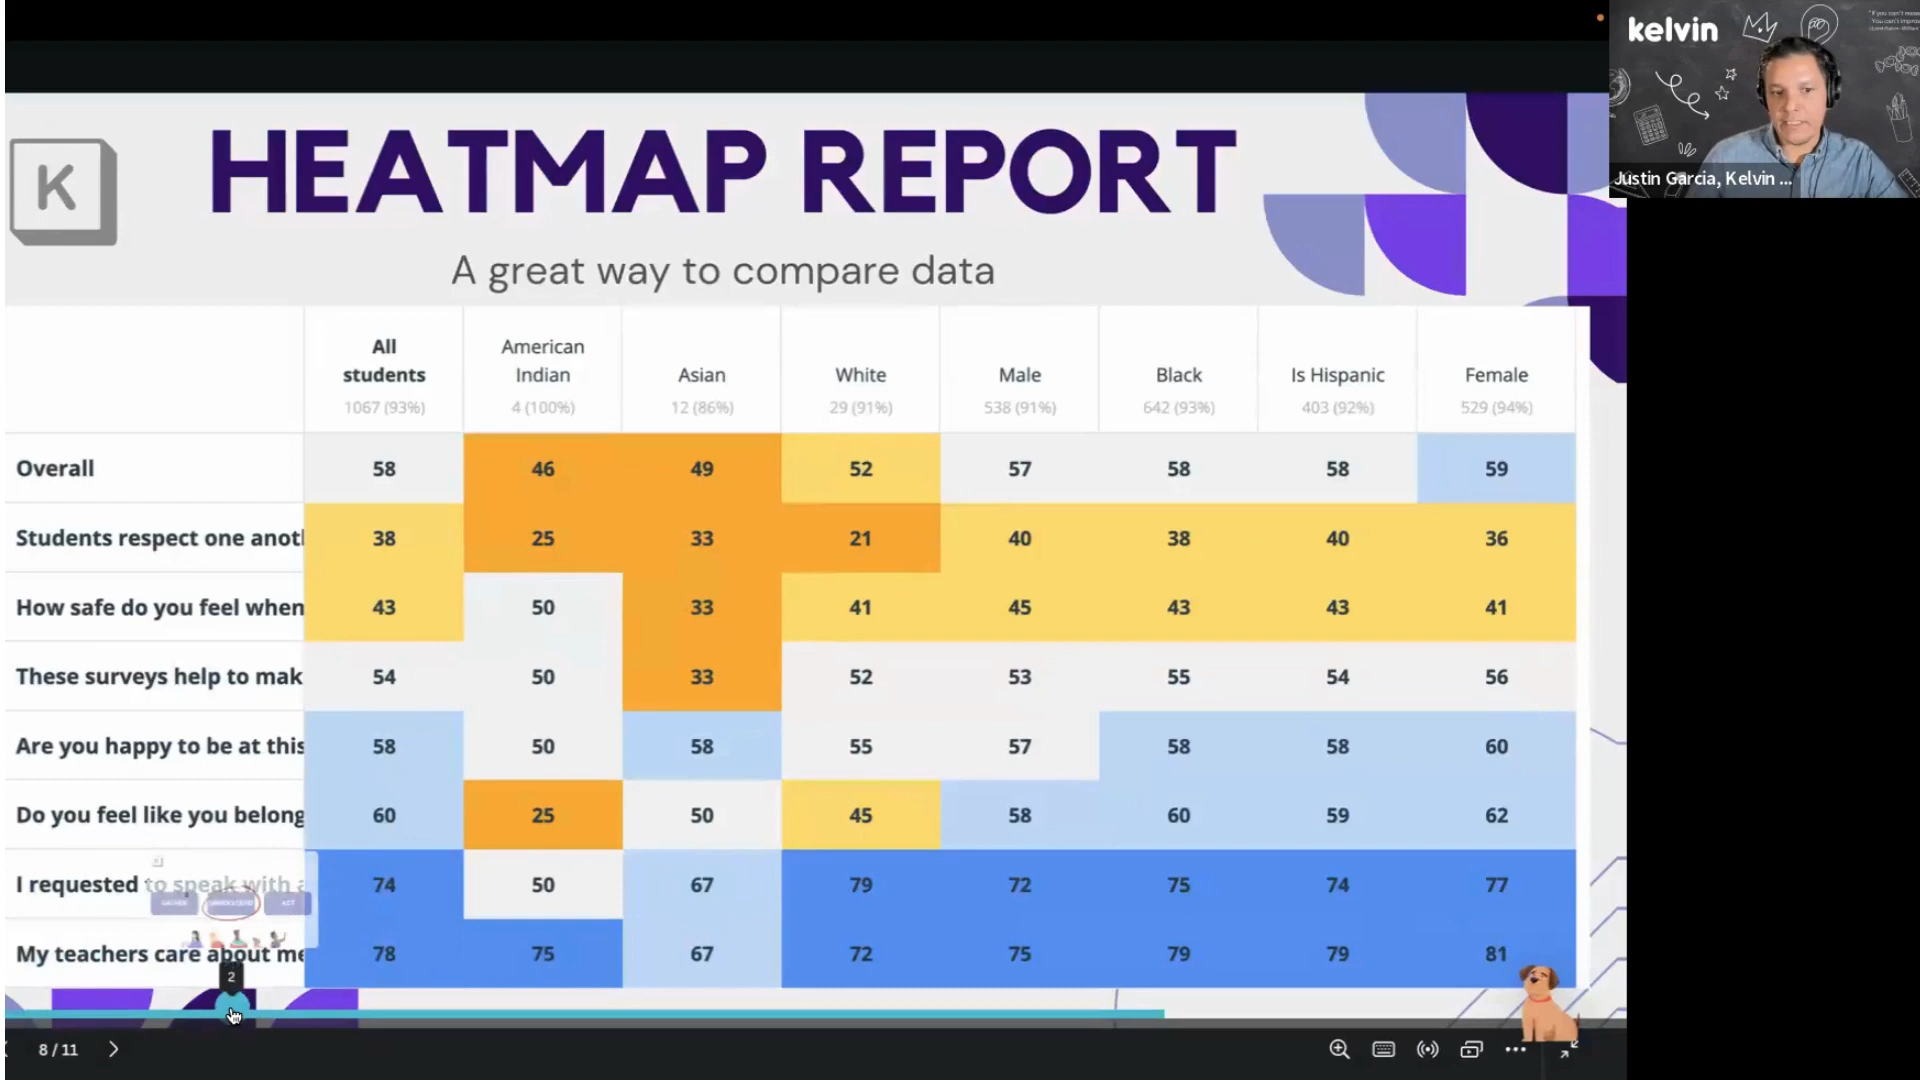 kelvin
Justin Garcia, Kelvin ...
K
HEATMAP REPORT
A great way to compare data
All students American Indian Asian White Male Black Is Hispanic Female
1067 (93%) 4 (100%) 12 (86%) 29 (91%) 538 (91%) 642 (93%) 403 (92%) 529 (94%)
Overall 58 46 49 52 57 58 58 59
Students respect one anot 38 25 33 21 40 38 40 36
How safe do you feel when 43 50 33 41 45 43 43 41
These surveys help to mak 54 50 33 52 53 55 54 56
Are you happy to be at this 58 50 58 55 57 58 58 60
Do you feel like you belong 60 25 50 45 58 60 59 62
I requested to speak with a 74 50 67 79 72 75 74 77
My teachers care about me 78 75 67 72 75 79 79 81
2
8 / 11